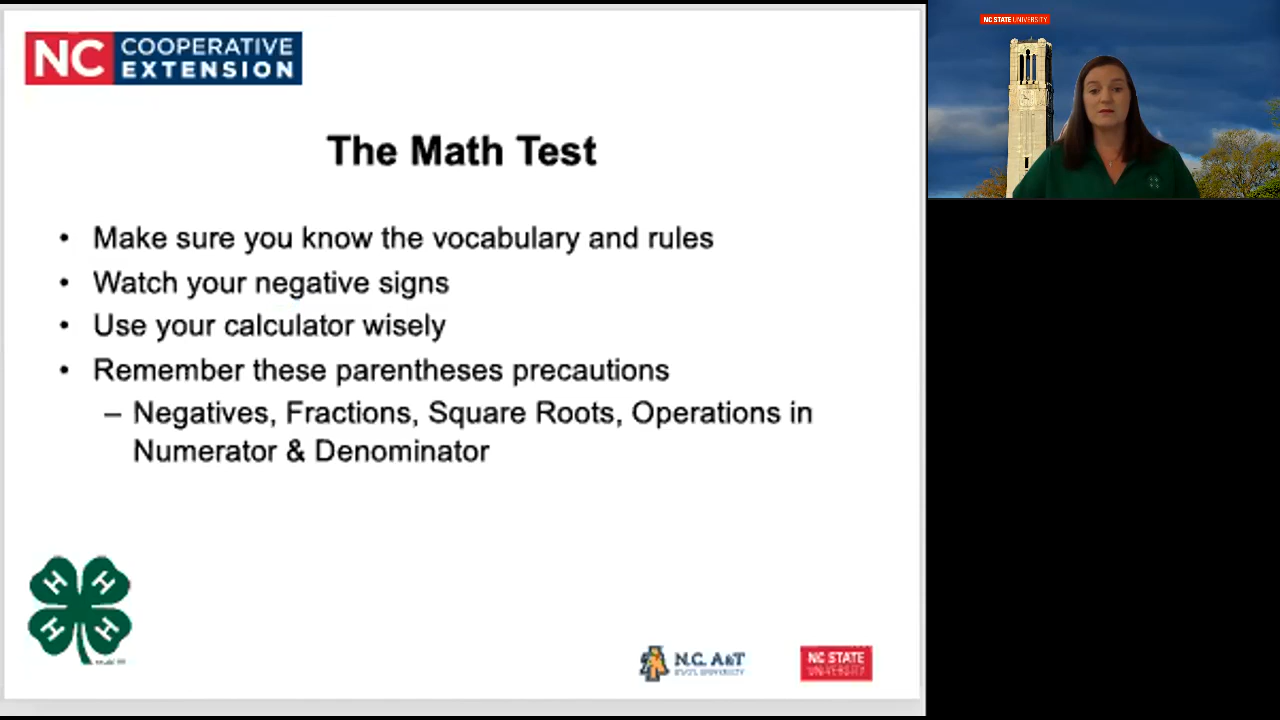 NC COOPERATIVE
EXTENSION
The Math Test
• Make sure you know the vocabulary and rules
• Watch your negative signs
• Use your calculator wisely
• Remember these parentheses precautions
– Negatives, Fractions, Square Roots, Operations in
Numerator & Denominator
H H
H H
N.C. A&T
STATE UNIVERSITY
NC STATE
UNIVERSITY
NC STATE UNIVERSITY